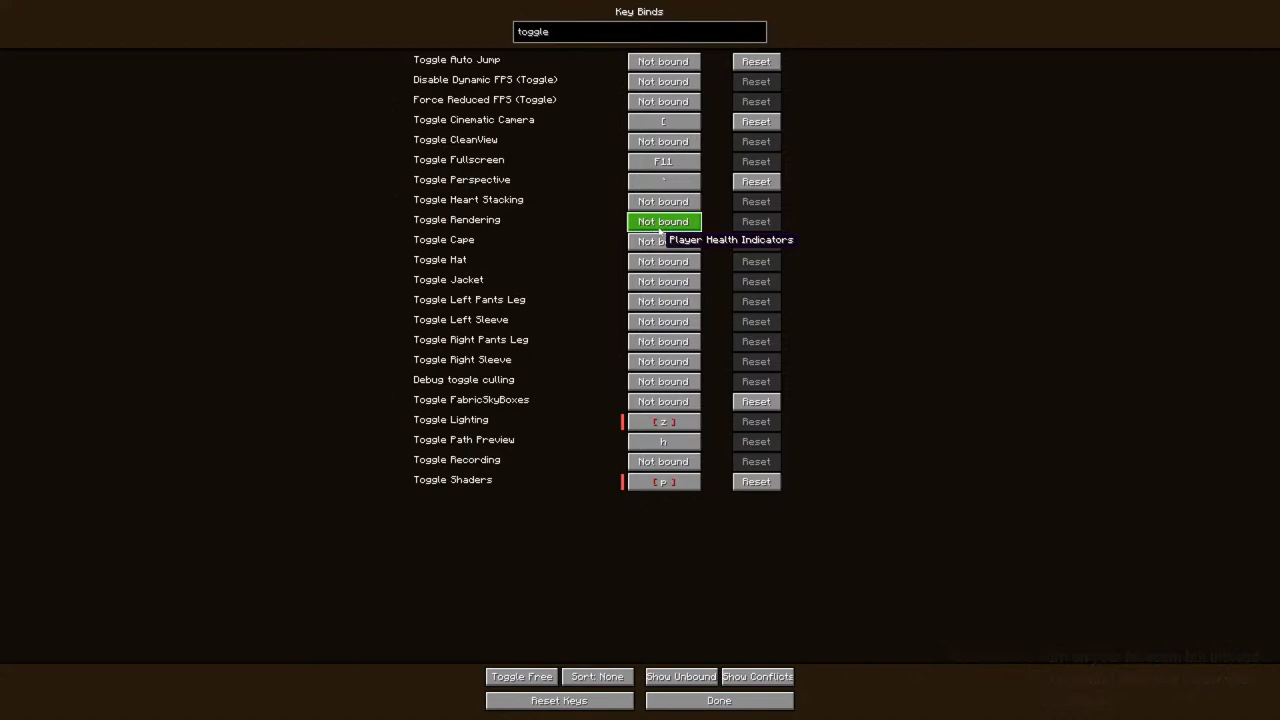 Key Binds
toggle
Toggle Auto Jump Not bound Reset
Disable Dynamic FPS (Toggle) Not bound Reset
Force Reduced FPS (Toggle) Not bound Reset
Toggle Cinematic Camera [ Reset
Toggle CleanView Not bound Reset
Toggle Fullscreen F11 Reset
Toggle Perspective ` Reset
Toggle Heart Stacking Not bound Reset
Toggle Rendering Not bound Reset
Toggle Cape Not Player Health Indicators
Toggle Hat Not bound Reset
Toggle Jacket Not bound Reset
Toggle Left Pants Leg Not bound Reset
Toggle Left Sleeve Not bound Reset
Toggle Right Pants Leg Not bound Reset
Toggle Right Sleeve Not bound Reset
Debug toggle culling Not bound Reset
Toggle FabricSkyBoxes Not bound Reset
Toggle Lighting [ z ] Reset
Toggle Path Preview h Reset
Toggle Recording Not bound Reset
Toggle Shaders [ p ] Reset
Toggle Free Sort: None Show Unbound Show Conflicts
Reset Keys Done